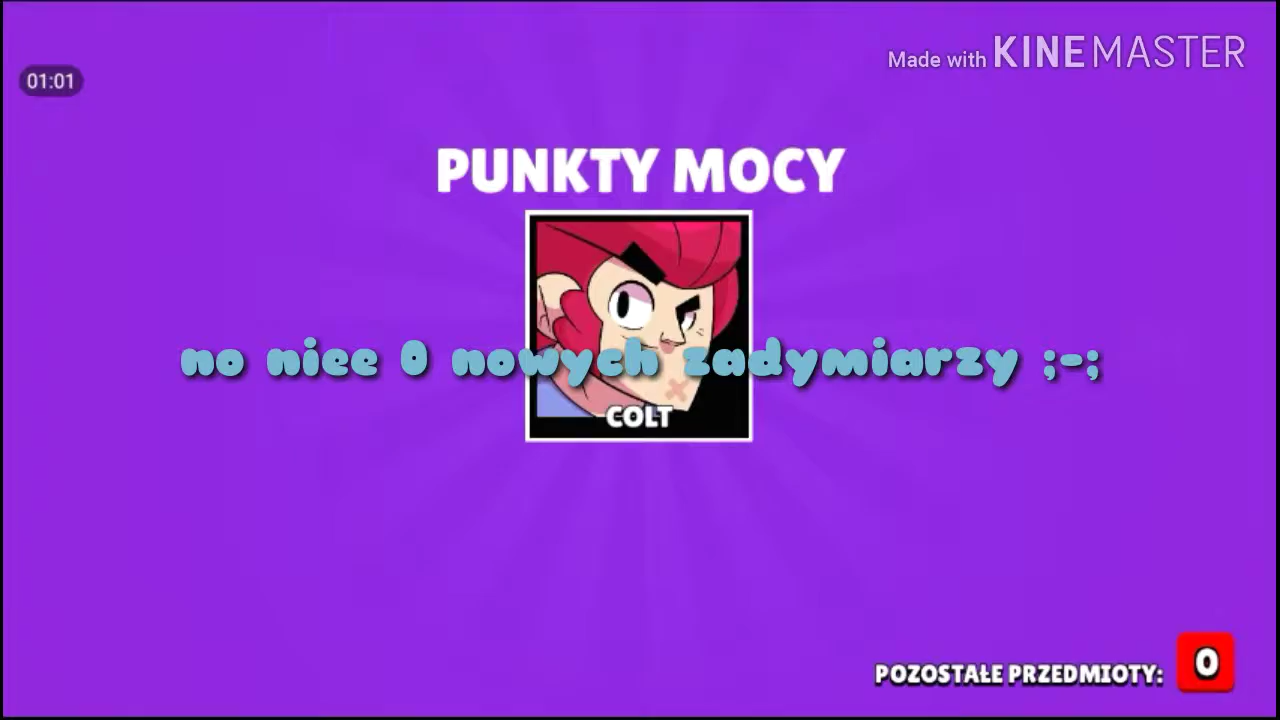 Made with KINEMASTER
01:01
PUNKTY MOCY
no niee 0 nowych zadymiarzy ;-;
COLT
POZOSTAŁE PRZEDMIOTY: 0